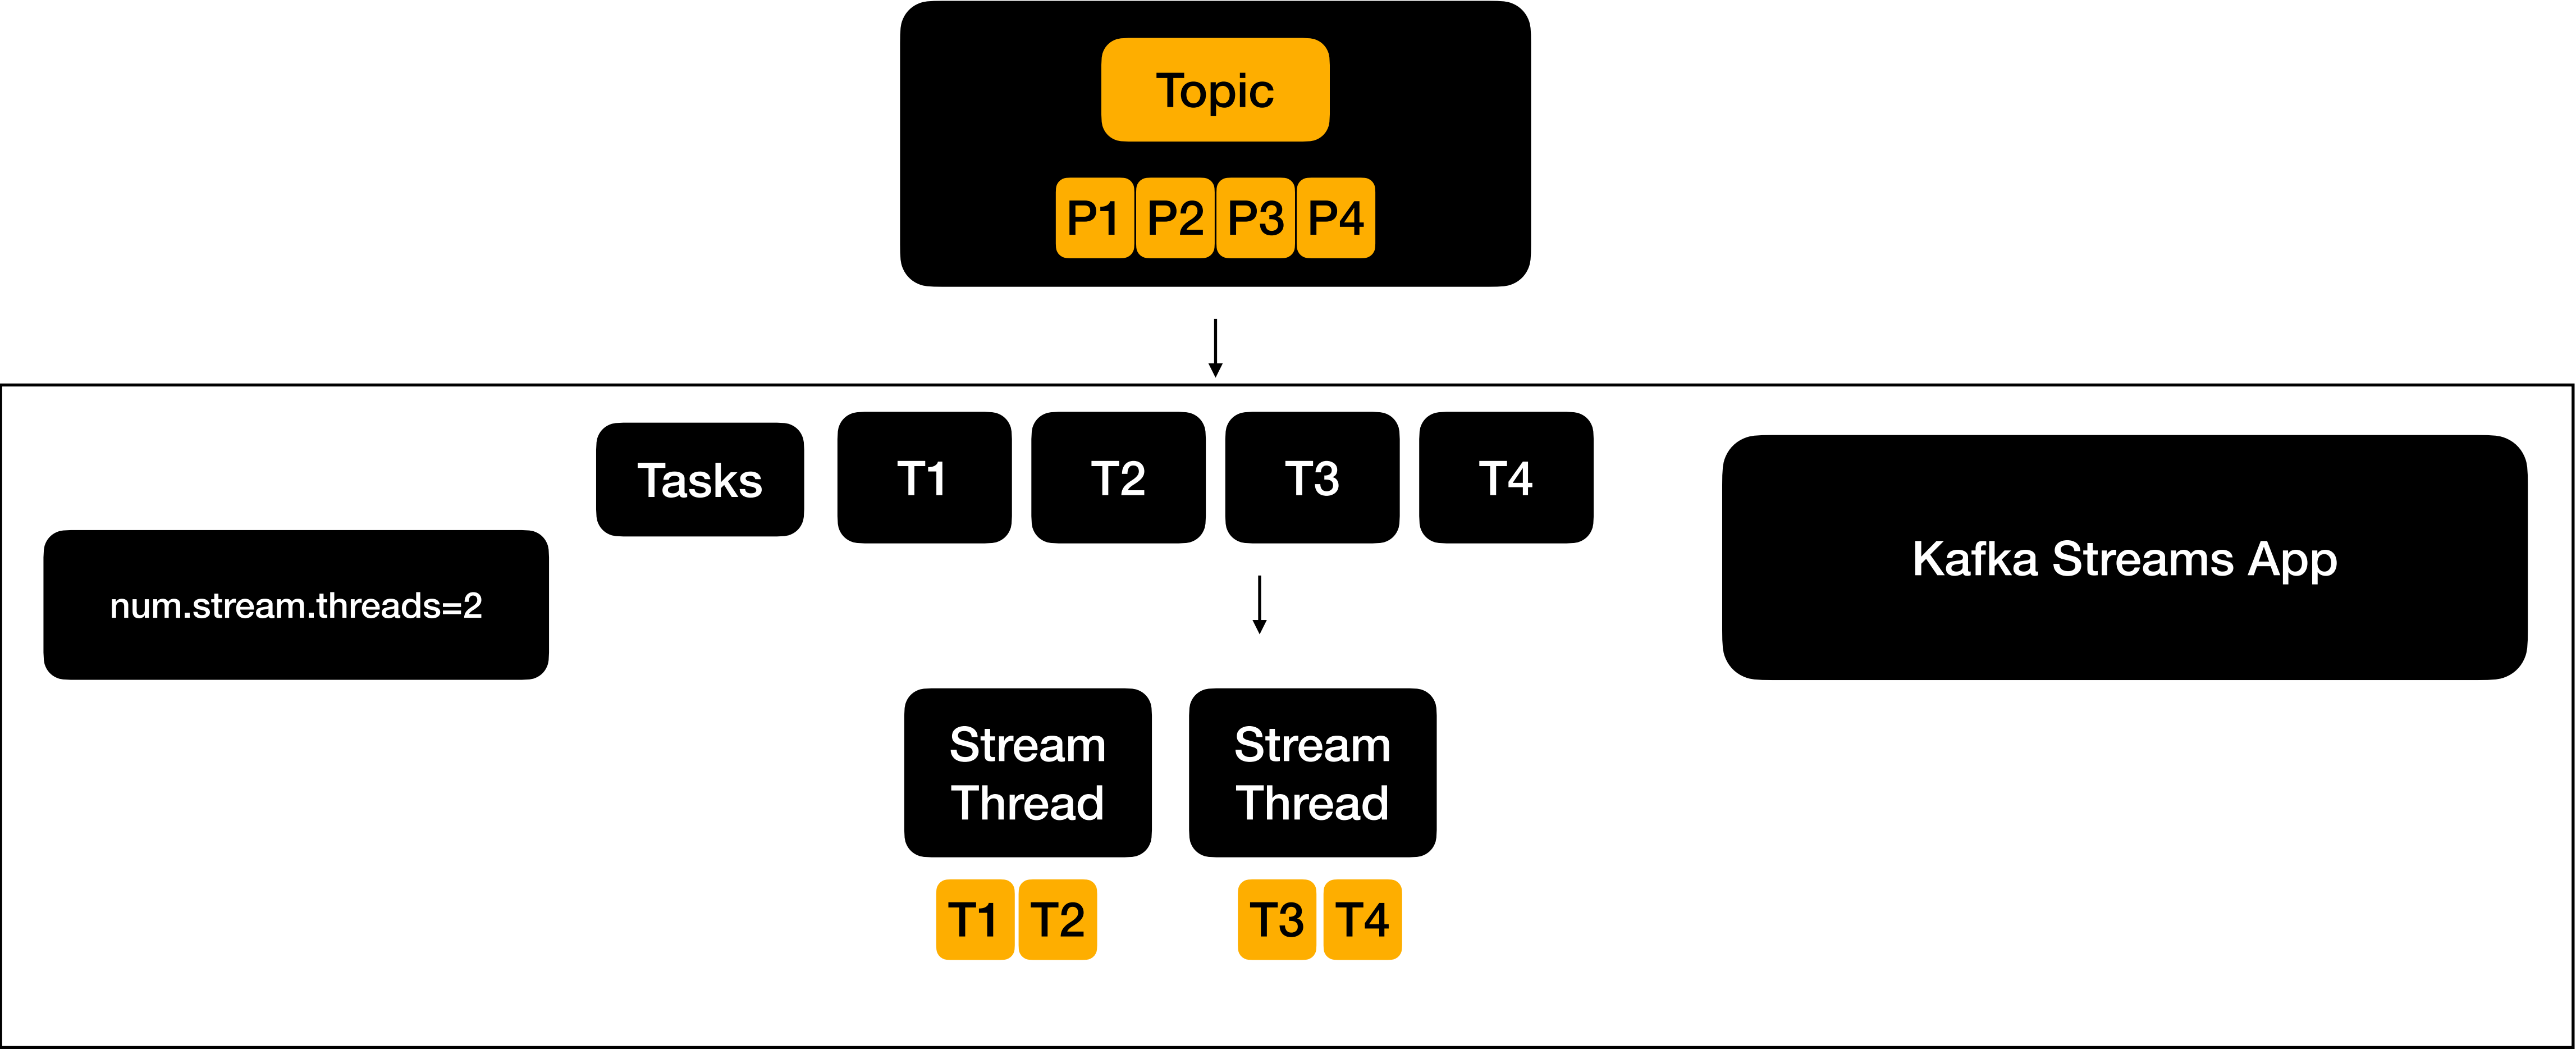 Topic
P1 P2 P3 P4
Tasks T1 T2 T3 T4
Kafka Streams App
num.stream.threads=2
Stream
Thread
Stream
Thread
T1 T2
T3 T4